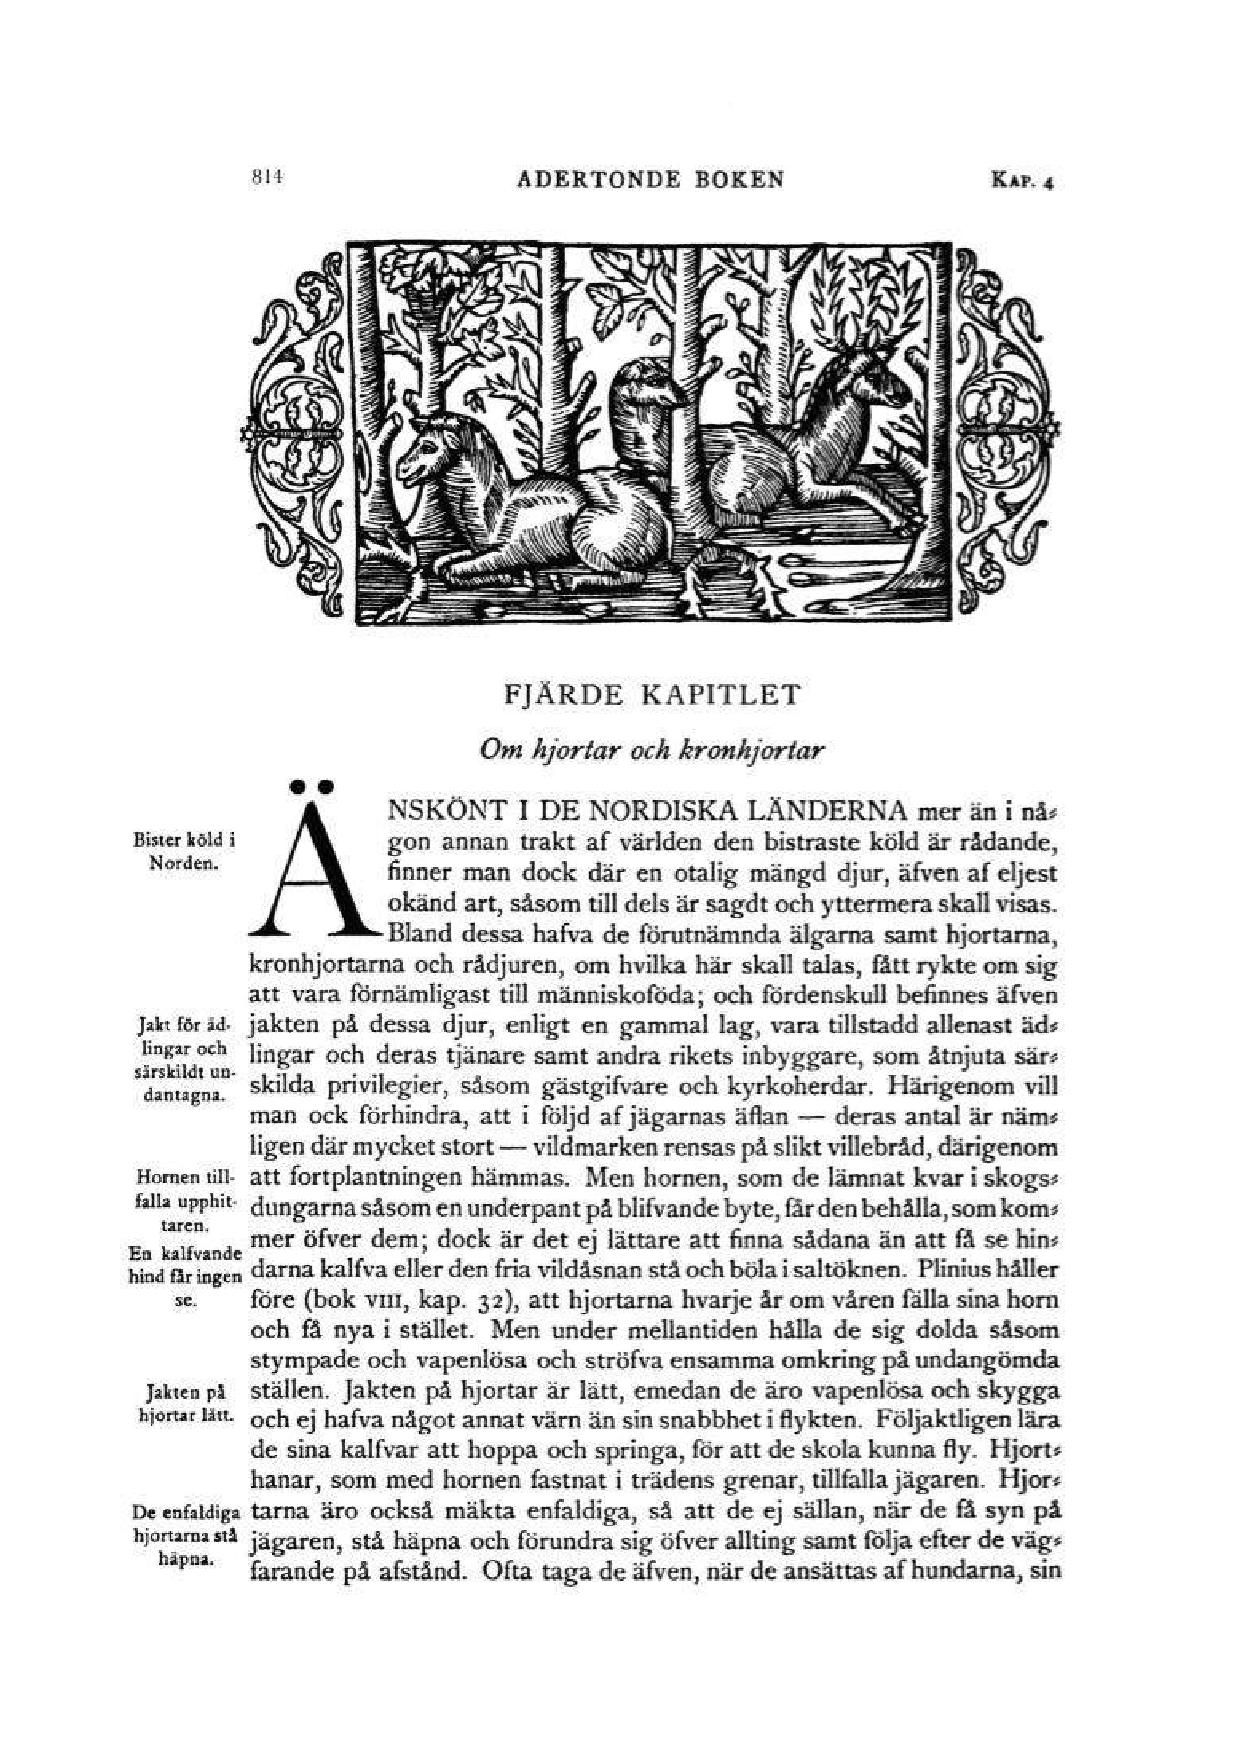 814 ADERTONDE BOKEN KAP. 4
FJÄRDE KAPITLET
Om hjortar och kronhjortar
ÄNSKÖNT I DE NORDISKA LÄNDERNA mer än i nå-
Bister köld i
Norden.
gon annan trakt af världen den bistraste köld är rådande,
finner man dock där en otalig mängd djur, äfven af eljest
okänd art, såsom till dels är sagdt och yttermera skall visas.
Bland dessa hafva de förutnämnda älgarna samt hjortarna,
kronhjortarna och rådjuren, om hvilka här skall talas, fått rykte om sig
att vara förnämligast till människoföda; och fördenskull befinnes äfven
Jakt för äd-
lingar och
särskildt un-
dantagna.
jakten på dessa djur, enligt en gammal lag, vara tillstadd allenast äd-
lingar och deras tjänare samt andra rikets inbyggare, som åtnjuta sär-
skilda privilegier, såsom gästgifvare och kyrkoherdar. Härigenom vill
man ock förhindra, att i följd af jägarnas äflan — deras antal är näm-
ligen där mycket stort — vildmarken rensas på slikt villebråd, därigenom
Hornen till-
falla upphit-
taren.
att fortplantningen hämmas. Men hornen, som de lämnat kvar i skogs-
dungarna såsom en underpant på blifvande byte, får den behålla, som kom-
En kalfvande
hind får ingen
se.
mer öfver dem; dock är det ej lättare att finna sådana än att få se hin-
darna kalfva eller den fria vildåsnan stå och böla i saltöknen. Plinius håller
före (bok VIII, kap. 32), att hjortarna hvarje år om våren fälla sina horn
och få nya i stället. Men under mellantiden hålla de sig dolda såsom
stympade och vapenlösa och ströfva ensamma omkring på undangömda
Jakten på
hjortar lätt.
ställen. Jakten på hjortar är lätt, emedan de äro vapenlösa och skygga
och ej hafva något annat värn än sin snabbhet i flykten. Följaktligen lära
de sina kalfvar att hoppa och springa, för att de skola kunna fly. Hjort-
hanar, som med hornen fastnat i trädens grenar, tillfalla jägaren. Hjor-
De enfaldiga
hjortarna stå
häpna.
tarna äro också mäkta enfaldiga, så att de ej sällan, när de få syn på
jägaren, stå häpna och förundra sig öfver allting samt följa efter de väg-
farande på afstånd. Ofta taga de äfven, när de ansättas af hundarna, sin